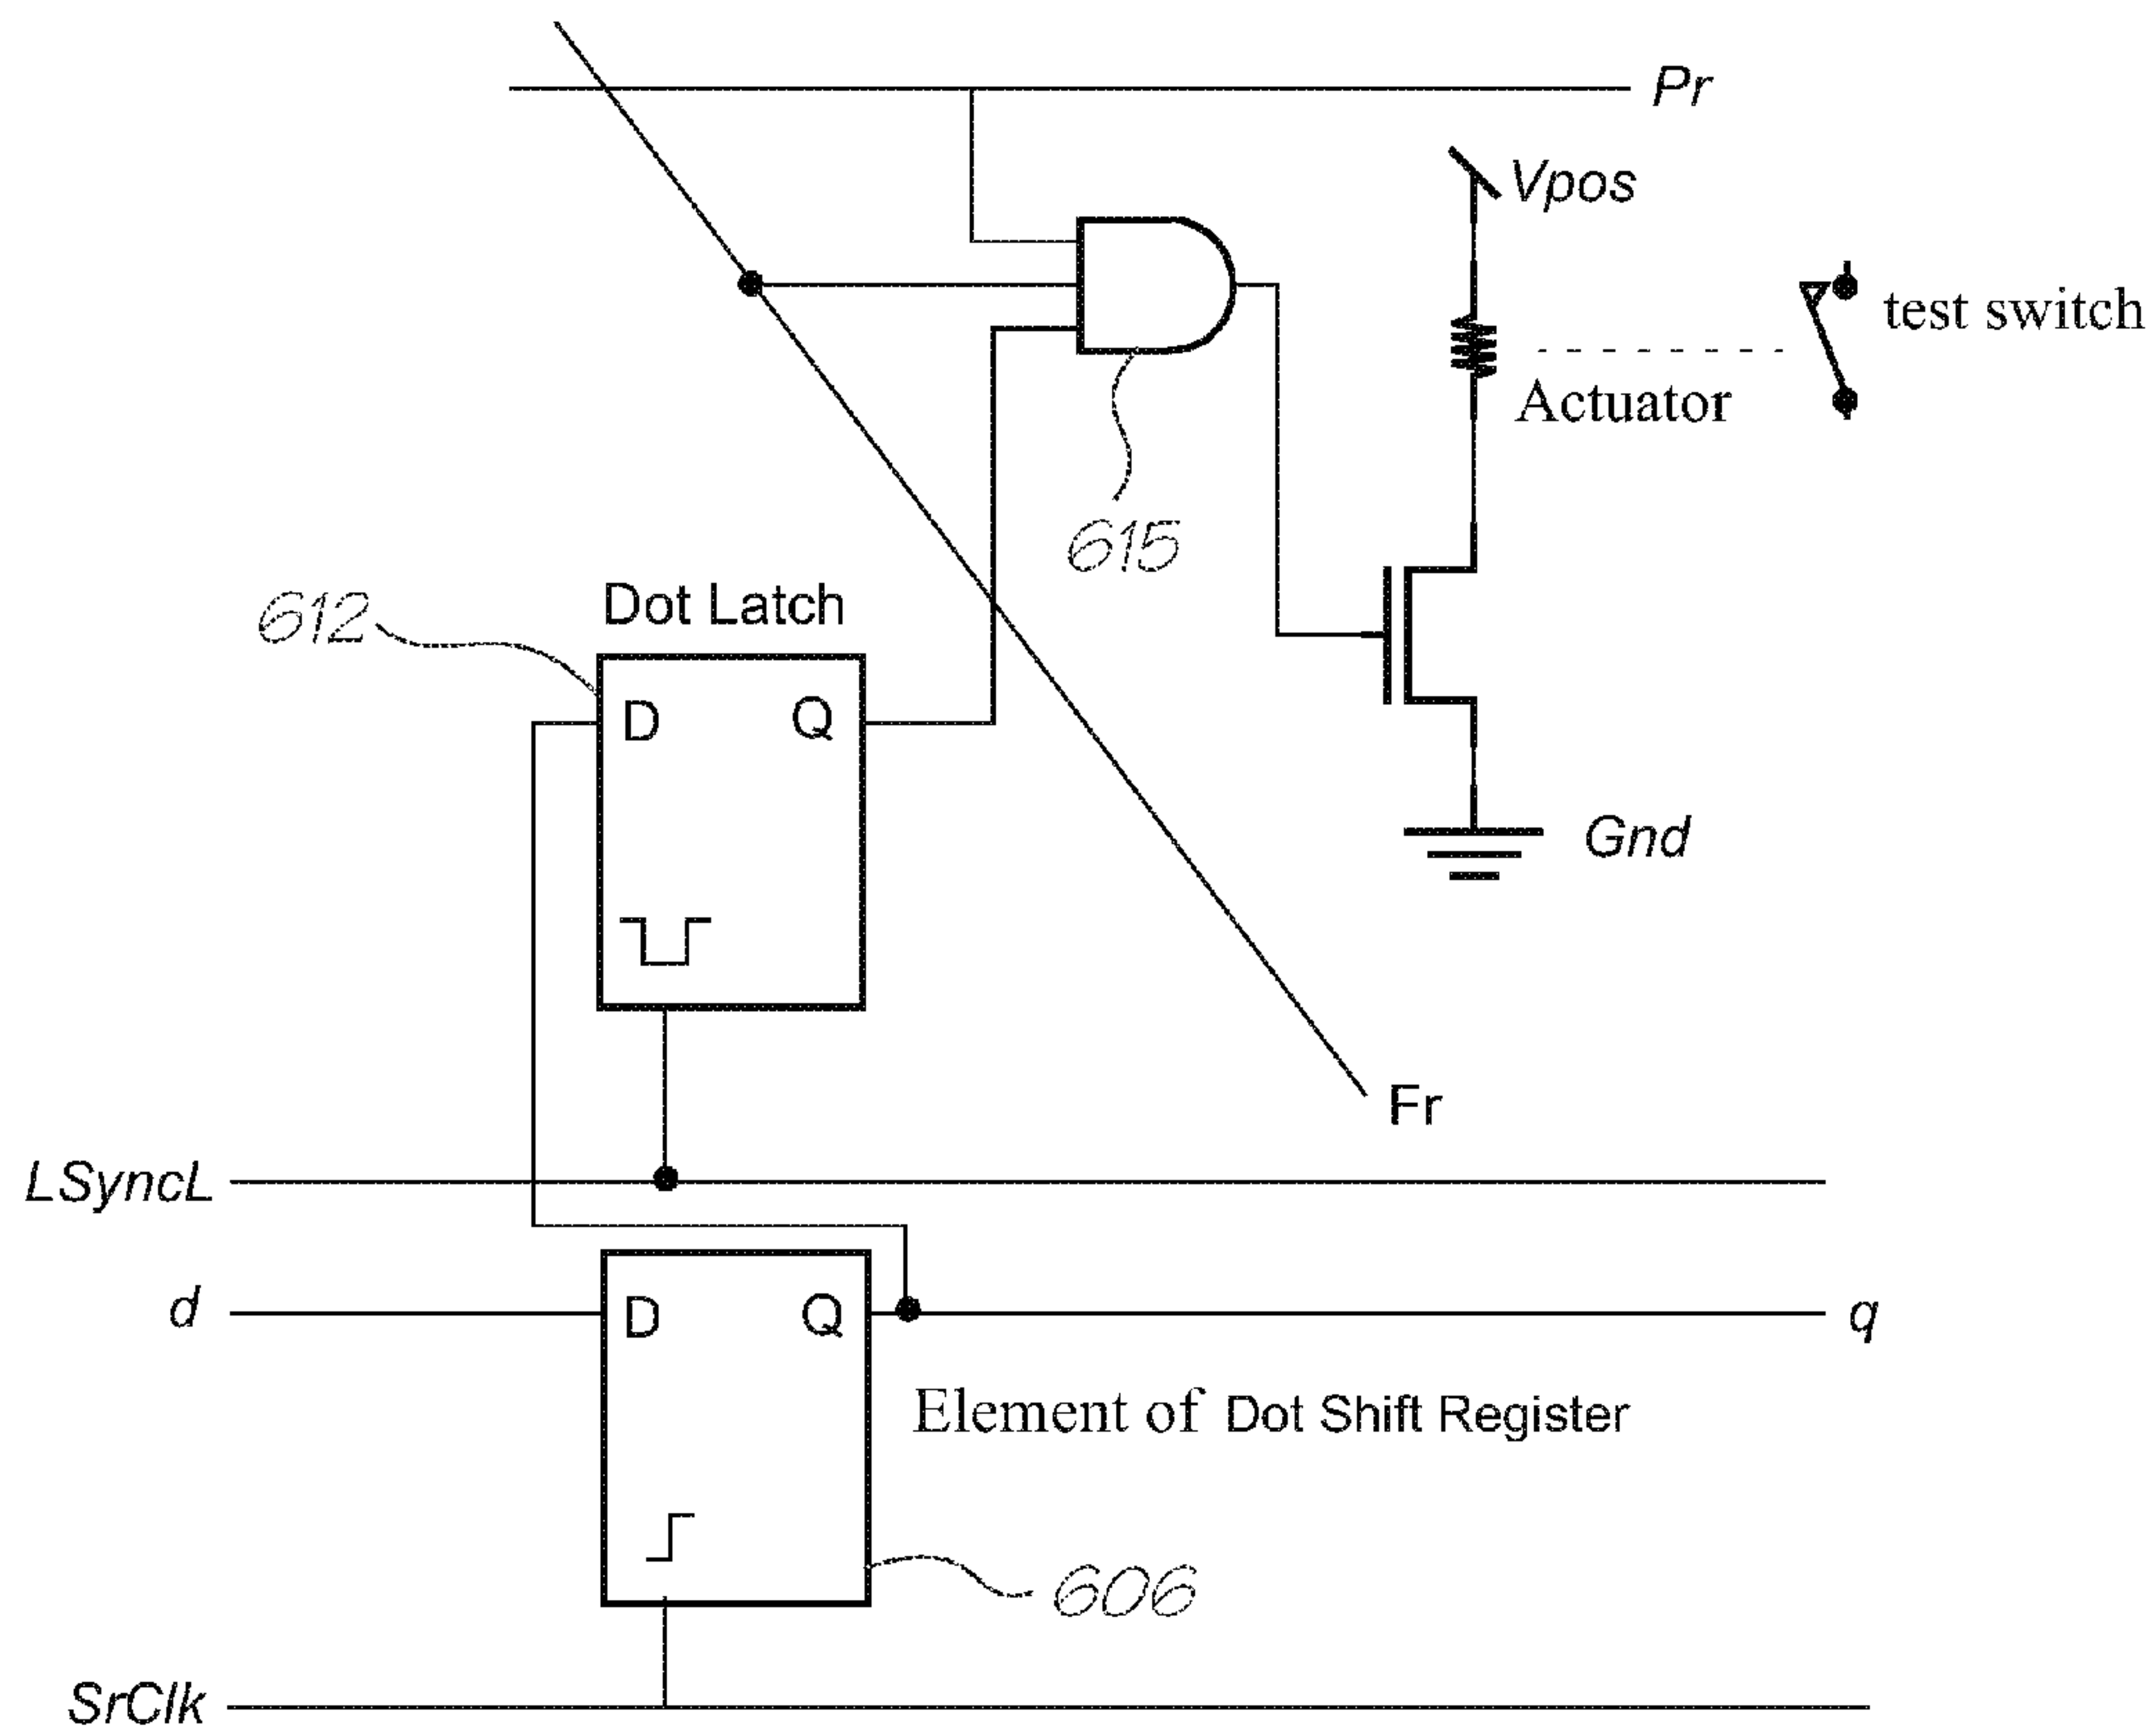 Pr
Vpos
test switch
Actuator
615
612
Dot Latch
D Q
Gnd
Fr
LSyncL
d
D Q
q
Element of Dot Shift Register
606
SrClk